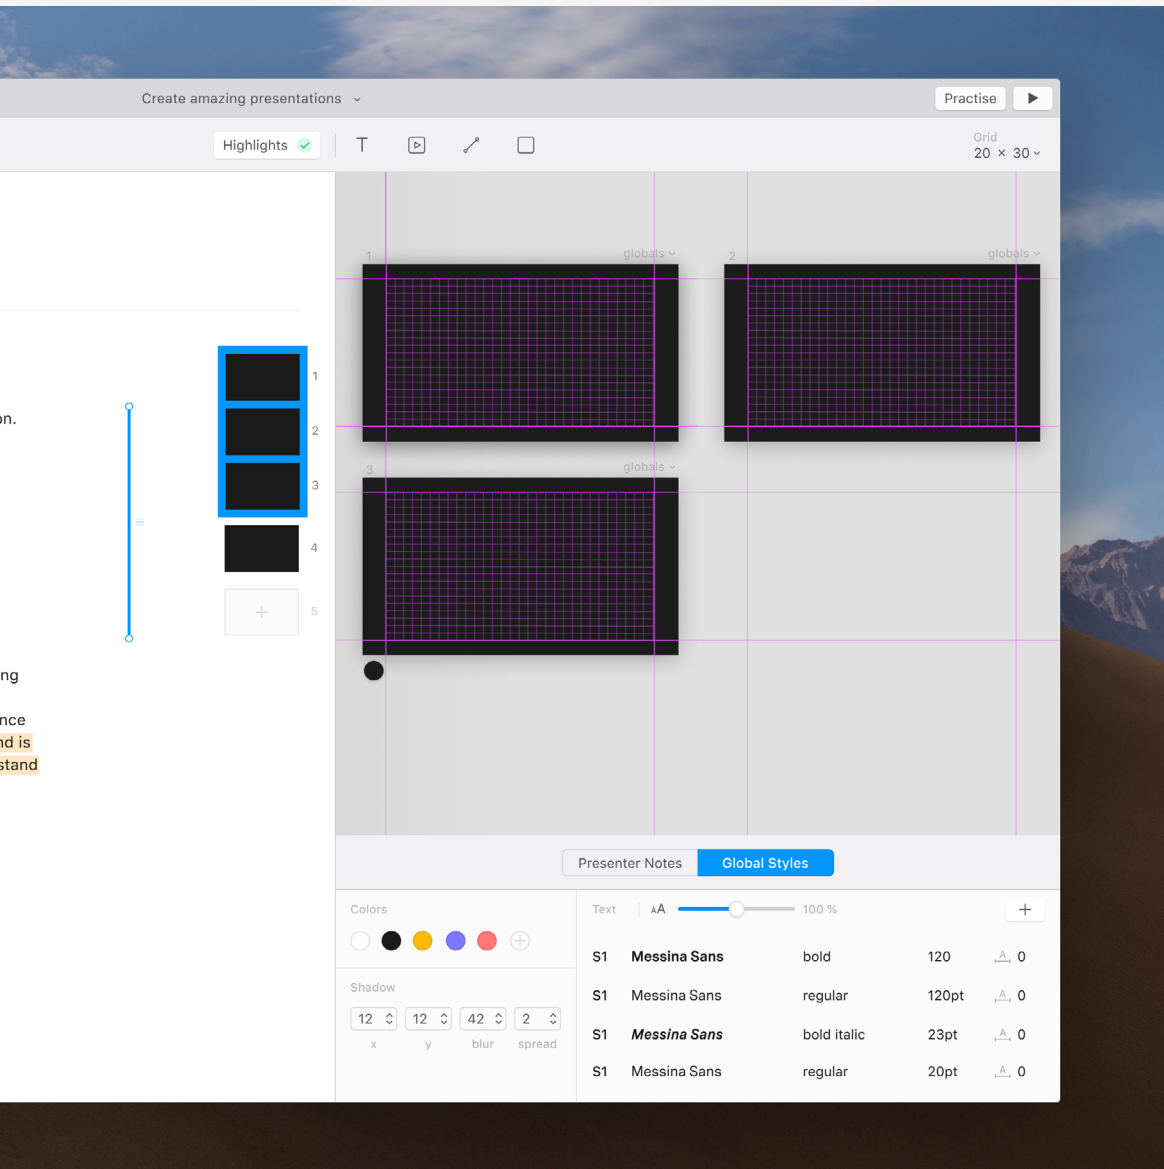 Create amazing presentations
Practise
Highlights
T
Grid
20 × 30
1
globals
2
globals
3
globals
1
2
3
4
+
5
on.
ng
nce
nd is
stand
Presenter Notes
Global Styles
Colors
Shadow
12
12
42
2
x
y
blur
spread
Text
AA
100 %
+
S1 Messina Sans bold 120 A 0
S1 Messina Sans regular 120pt A 0
S1 Messina Sans bold italic 23pt A 0
S1 Messina Sans regular 20pt A 0